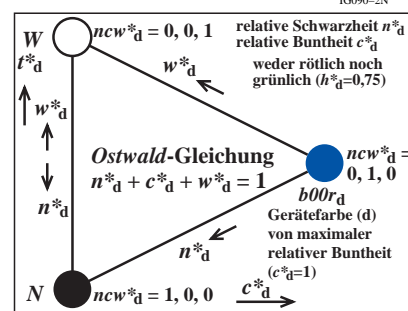 IG090-2N
W ncw*d = 0, 0, 1
t*d
relative Schwarzheit n*d
relative Buntheit c*d
weder rötlich noch
grünlich (h*d=0,75)
w*d
w*d
n*d
Ostwald-Gleichung
n*d + c*d + w*d = 1
ncw*d =
0, 1, 0
b00rd
Gerätefarbe (d)
von maximaler
relativer Buntheit
(c*d=1)
n*d
N ncw*d = 1, 0, 0
c*d